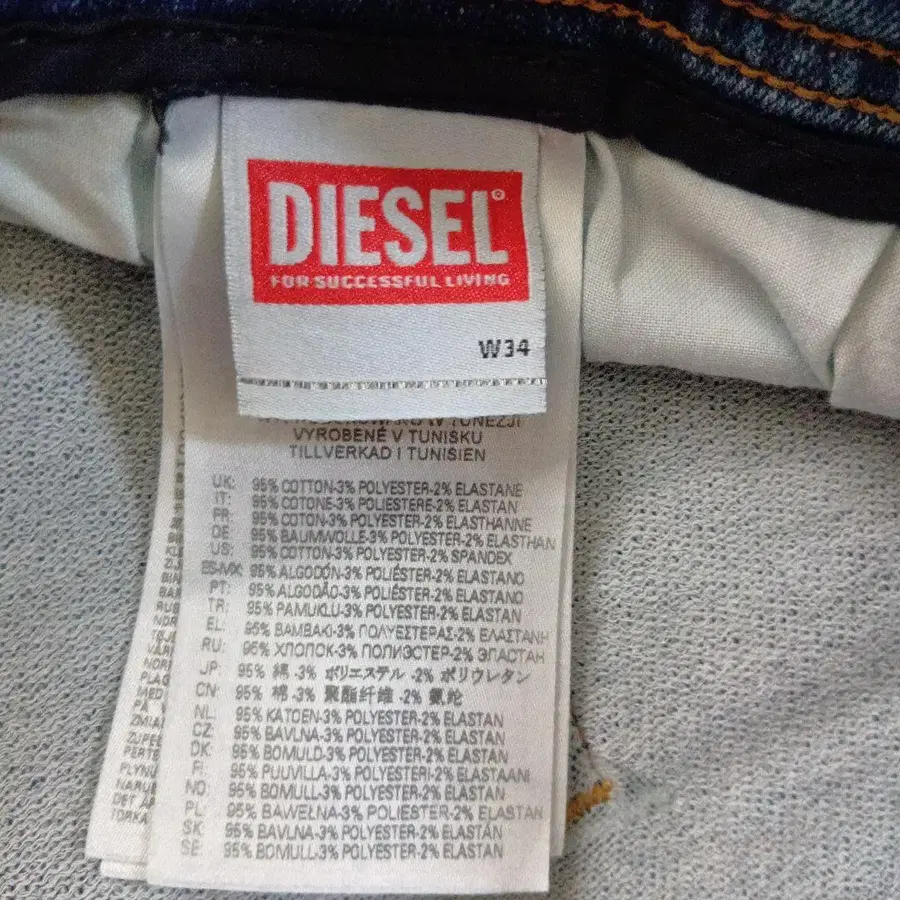 DIESEL®
FOR SUCCESSFUL LIVING
W34
TUNEZJI
VYROBENÉ V TUNISKU
TILLVERKAD I TUNISIEN
UK: 95% COTTON-3% POLYESTER-2% ELASTANE
IT: 95% COTONE-3% POLIESTERE-2% ELASTAN
FR: 95% COTON-3% POLYESTER-2% ELASTHANNE
DE: 95% BAUMWOLLE-3% POLYESTER-2% ELASTHAN
US: 95% COTTON-3% POLYESTER-2% SPANDEX
ES-MX: 95% ALGODÓN-3% POLIÉSTER-2% ELASTANO
PT: 95% ALGODÃO-3% POLIÉSTER-2% ELASTANO
TR: 95% PAMUKLU-3% POLYESTER-2% ELASTAN
EL: 95% ΒΑΜΒΑΚΙ-3% ΠΟΛΥΕΣΤΕΡΑΣ-2% ΕΛΑΣΤΑΝΗ
RU: 95% ХЛОПОК-3% ПОЛИЭСТЕР-2% ЭЛАСТАН
JP: 95% 綿 -3% ポリエステル -2% ポリウレタン
CN: 95% 棉 -3% 聚酯纤维 -2% 氨纶
NL: 95% KATOEN-3% POLYESTER-2% ELASTAN
CZ: 95% BAVLNA-3% POLYESTER-2% ELASTAN
DK: 95% BOMULD-3% POLYESTER-2% ELASTAN
FI: 95% PUUVILLA-3% POLYESTERI-2% ELASTAANI
NO: 95% BOMULL-3% POLYESTER-2% ELASTAN
PL: 95% BAWEŁNA-3% POLIESTER-2% ELASTAN
SK: 95% BAVLNA-3% POLYESTER-2% ELASTÁN
SE: 95% BOMULL-3% POLYESTER-2% ELASTAN